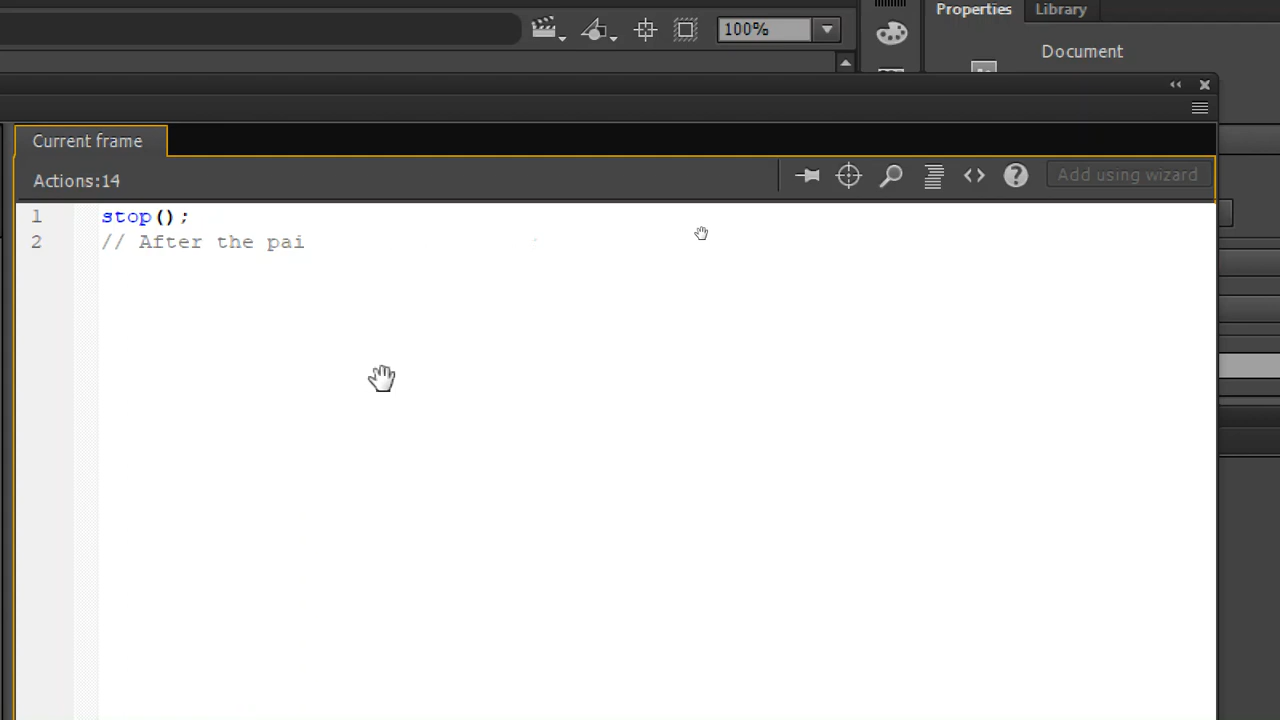 100%
Properties
Library
Document
Current frame
Actions:14
Add using wizard
1 stop();
2 // After the pai